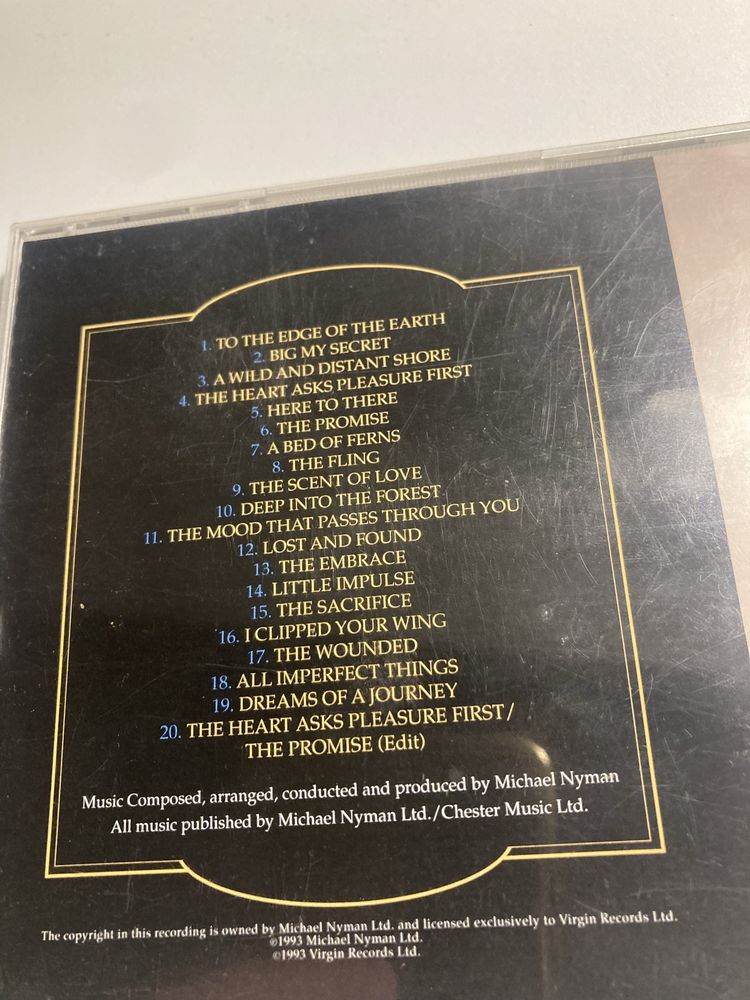 1. TO THE EDGE OF THE EARTH
2. BIG MY SECRET
3. A WILD AND DISTANT SHORE
4. THE HEART ASKS PLEASURE FIRST
5. HERE TO THERE
6. THE PROMISE
7. A BED OF FERNS
8. THE FLING
9. THE SCENT OF LOVE
10. DEEP INTO THE FOREST
11. THE MOOD THAT PASSES THROUGH YOU
12. LOST AND FOUND
13. THE EMBRACE
14. LITTLE IMPULSE
15. THE SACRIFICE
16. I CLIPPED YOUR WING
17. THE WOUNDED
18. ALL IMPERFECT THINGS
19. DREAMS OF A JOURNEY
20. THE HEART ASKS PLEASURE FIRST/
THE PROMISE (Edit)
Music Composed, arranged, conducted and produced by Michael Nyman
All music published by Michael Nyman Ltd./Chester Music Ltd.
The copyright in this recording is owned by Michael Nyman Ltd. and licensed exclusively to Virgin Records Ltd.
℗1993 Michael Nyman Ltd.
©1993 Virgin Records Ltd.